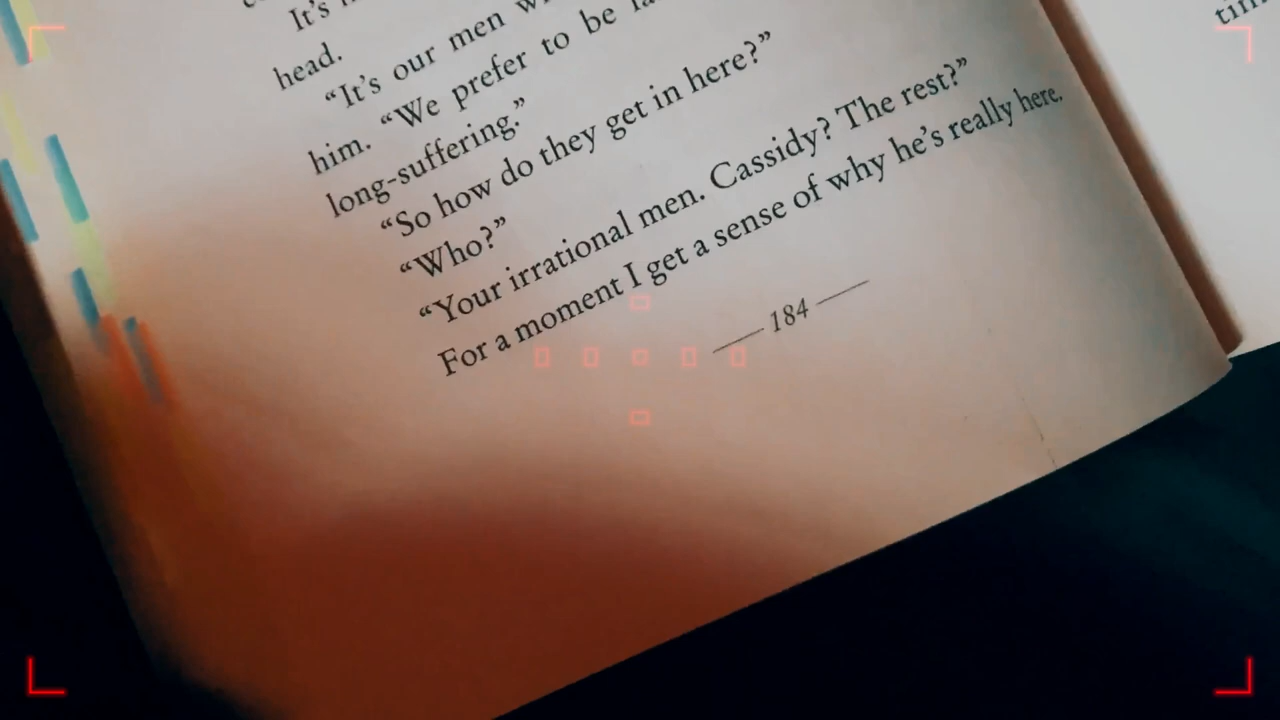 It's
head.
"It's our men
him. "We prefer to be
long-suffering."
"So how do they get in here?"
"Who?"
"Your irrational men. Cassidy? The rest?"
For a moment I get a sense of why he's really here.
— 184 —